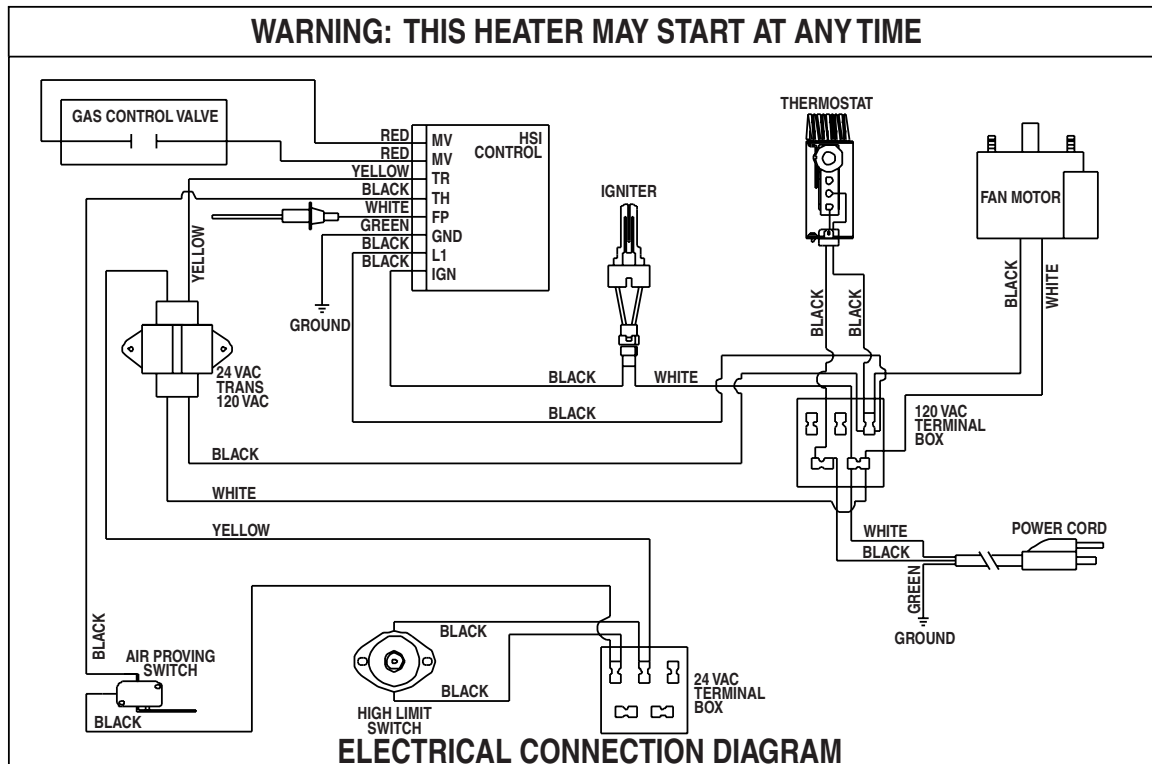 WARNING: THIS HEATER MAY START AT ANY TIME
GAS CONTROL VALVE
RED
RED
YELLOW
BLACK
WHITE
GREEN
BLACK
BLACK
MV
MV
TR
TH
FP
GND
L1
IGN
HSI
CONTROL
YELLOW
GROUND
IGNITER
THERMOSTAT
FAN MOTOR
BLACK
BLACK
BLACK
WHITE
24 VAC
TRANS
120 VAC
BLACK
WHITE
BLACK
120 VAC
TERMINAL
BOX
BLACK
WHITE
YELLOW
WHITE
BLACK
POWER CORD
GREEN
GROUND
BLACK
AIR PROVING
SWITCH
BLACK
BLACK
BLACK
HIGH LIMIT
SWITCH
24 VAC
TERMINAL
BOX
ELECTRICAL CONNECTION DIAGRAM